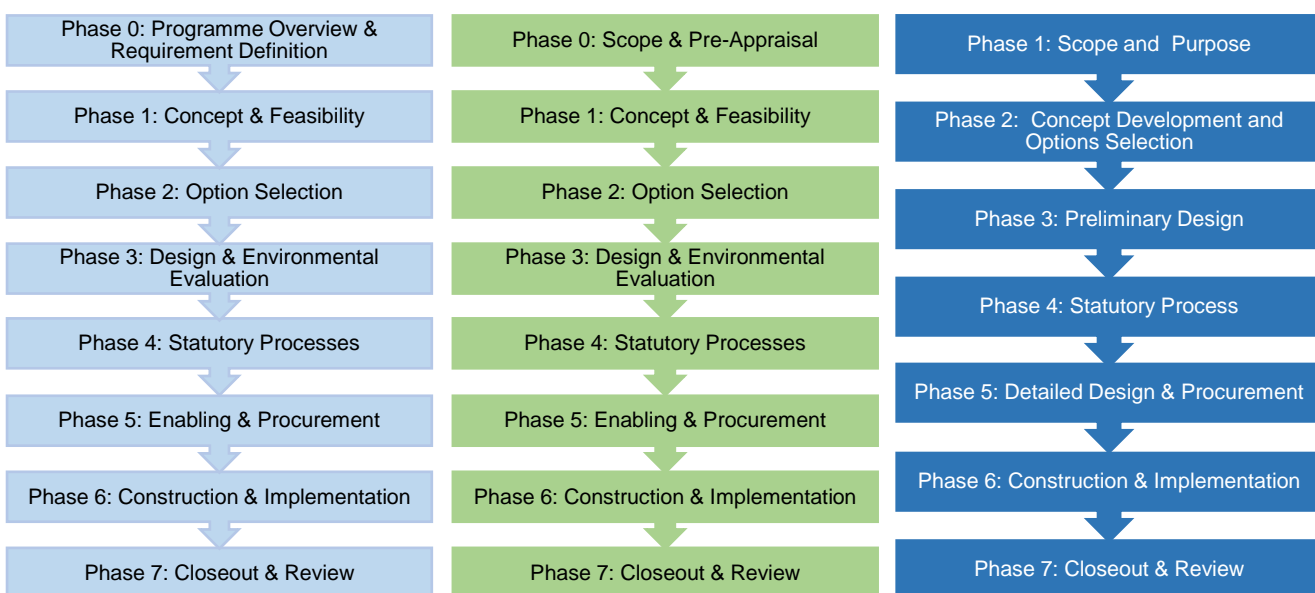 Phase 0: Programme Overview &
Requirement Definition
Phase 1: Concept & Feasibility
Phase 2: Option Selection
Phase 3: Design & Environmental
Evaluation
Phase 4: Statutory Processes
Phase 5: Enabling & Procurement
Phase 6: Construction & Implementation
Phase 7: Closeout & Review
Phase 0: Scope & Pre-Appraisal
Phase 1: Concept & Feasibility
Phase 2: Option Selection
Phase 3: Design & Environmental
Evaluation
Phase 4: Statutory Processes
Phase 5: Enabling & Procurement
Phase 6: Construction & Implementation
Phase 7: Closeout & Review
Phase 1: Scope and Purpose
Phase 2: Concept Development and
Options Selection
Phase 3: Preliminary Design
Phase 4: Statutory Process
Phase 5: Detailed Design & Procurement
Phase 6: Construction & Implementation
Phase 7: Closeout & Review